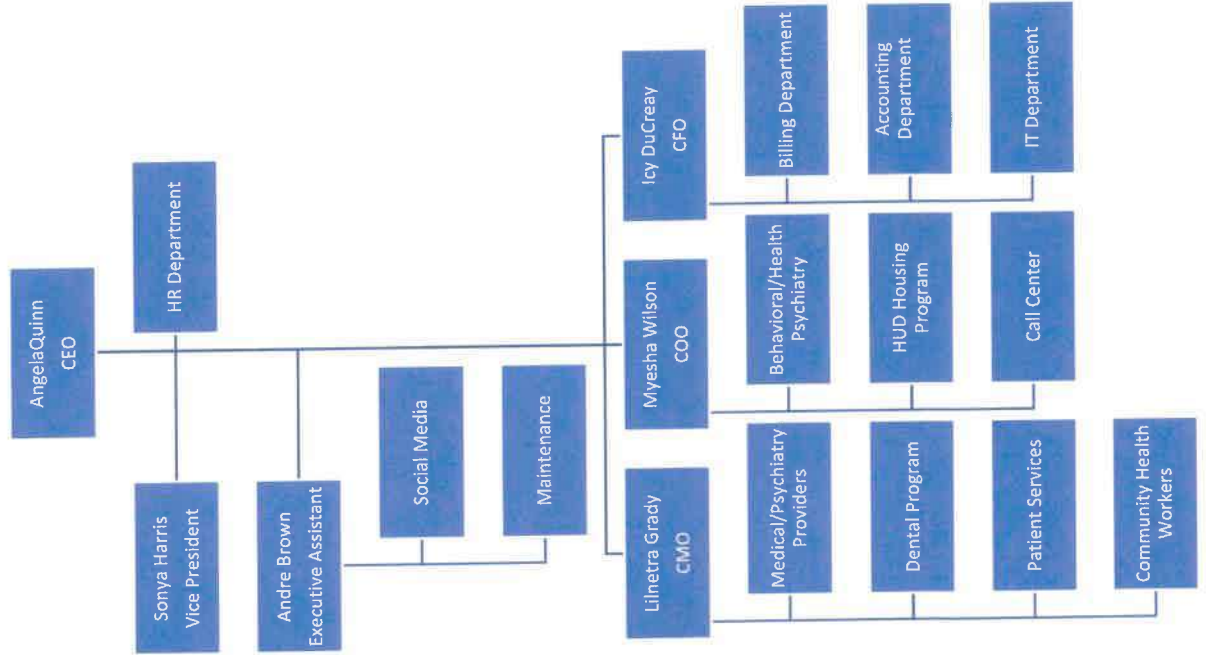 AngelaQuinn
CEO
HR Department
Sonya Harris
Vice President
Andre Brown
Executive Assistant
Social Media
Maintenance
Lilnetra Grady
CMO
Myesha Wilson
COO
Icy DuCreay
CFO
Medical/Psychiatry
Providers
Dental Program
Patient Services
Community Health
Workers
Behavioral/Health
Psychiatry
HUD Housing
Program
Call Center
Billing Department
Accounting
Department
IT Department